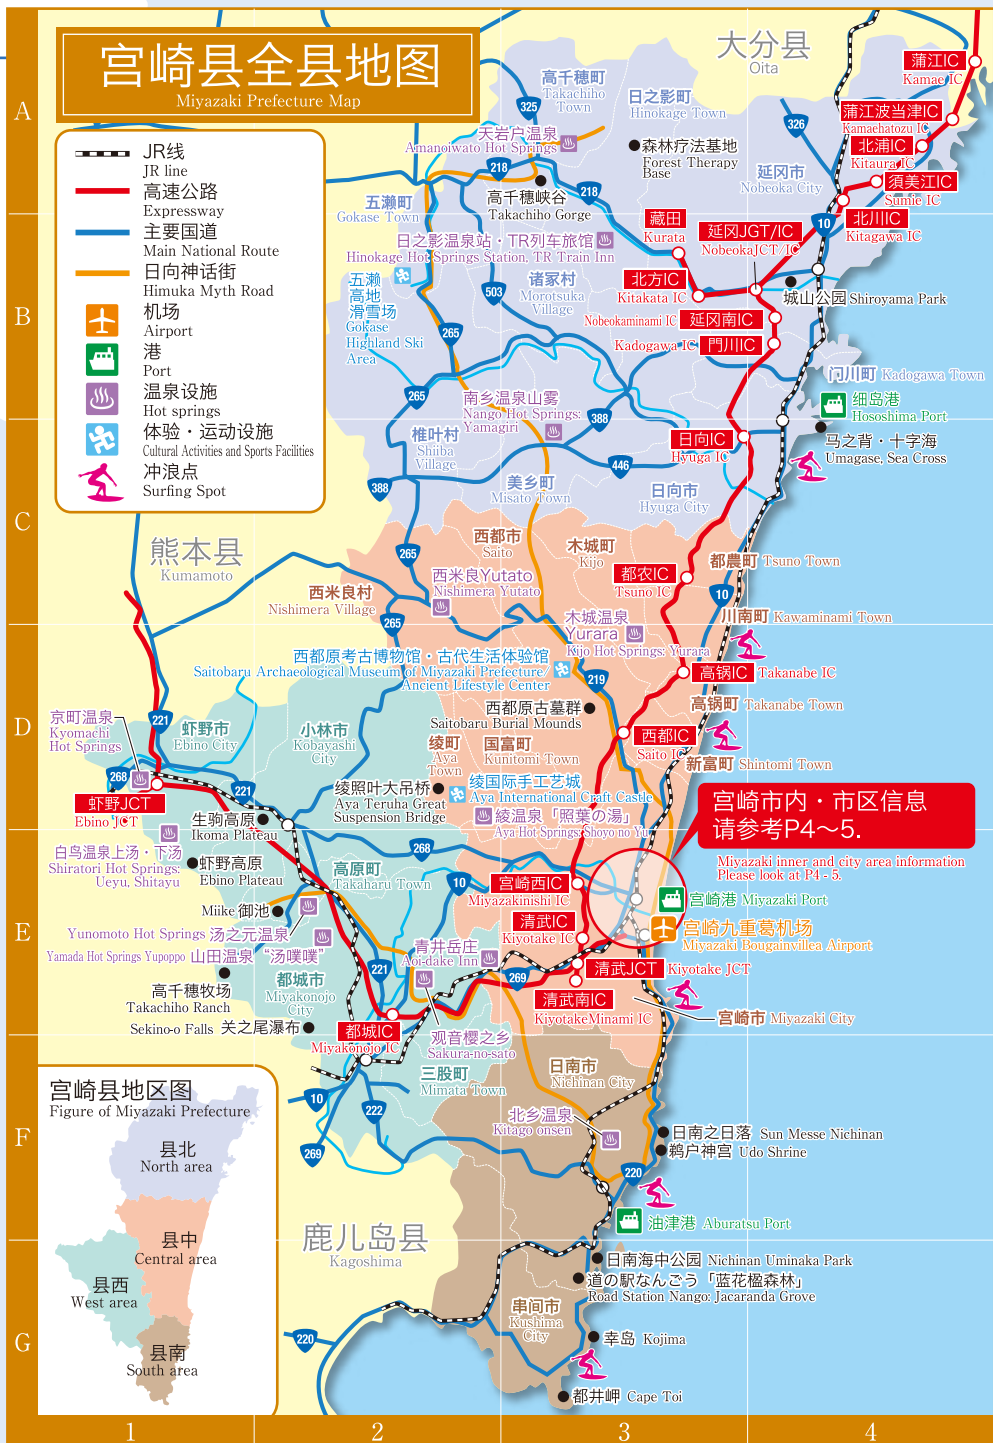 宫崎县全县地图
Miyazaki Prefecture Map
JR线
JR line
高速公路
Expressway
主要国道
Main National Route
日向神话街
Himuka Myth Road
机场
Airport
港
Port
温泉设施
Hot springs
体验・运动设施
Cultural Activities and Sports Facilities
冲浪点
Surfing Spot
A
B
C
D
E
F
G
1
2
3
4
大分县
Oita
蒲江IC
Kamae IC
蒲江波当津IC
Kamaehatozu IC
北浦IC
Kitaura IC
須美江IC
Sumie IC
北川IC
Kitagawa IC
高千穗町
Takachiho
Town
日之影町
Hinokage Town
325
326
天岩户温泉
Amanoiwato Hot Springs
森林疗法基地
Forest Therapy
Base
延冈市
Nobeoka City
218
218
高千穗峡谷
Takachiho Gorge
五濑町
Gokase Town
藏田
Kurata
延冈JGT/IC
NobeokaJCT/IC
10
日之影温泉站・TR列车旅馆
Hinokage Hot Springs Station, TR Train Inn
北方IC
Kitakata IC
诸冢村
Morotsuka
Village
503
城山公园 Shiroyama Park
五濑
高地
滑雪场
Gokase
Highland Ski
Area
265
Nobeokaminami IC 延冈南IC
Kadogawa IC 門川IC
门川町 Kadogawa Town
265
南乡温泉山雾
Nango Hot Springs:
Yamagiri
388
细岛港
Hososhima Port
椎叶村
Shiiba
Village
日向IC
Hyuga IC
马之背・十字海
Umagase, Sea Cross
446
388
美乡町
Misato Town
日向市
Hyuga City
熊本县
Kumamoto
265
西都市
Saito
木城町
Kijo
都农IC
Tsuno IC
都農町 Tsuno Town
西米良村
Nishimera Village
西米良Yutato
Nishimera Yutato
10
265
木城温泉
Yurara
Kijo Hot Springs: Yurara
川南町 Kawaminami Town
西都原考古博物馆・古代生活体验馆
Saitobaru Archaeological Museum of Miyazaki Prefecture
Ancient Lifestyle Center
高锅IC Takanabe IC
219
西都原古墓群
Saitobaru Burial Mounds
高锅町 Takanabe Town
京町温泉
Kyomachi
Hot Springs
221
虾野市
Ebino City
小林市
Kobayashi
City
绫町
Aya
Town
国富町
Kunitomi Town
西都IC
Saito IC
新富町 Shintomi Town
268
221
绫照叶大吊桥
Aya Teruha Great
Suspension Bridge
绫国际手工艺城
Aya International Craft Castle
绫温泉「照葉の湯」
Aya Hot Springs: Shoyo no Yu
虾野JCT
Ebino JCT
生驹高原
Ikoma Plateau
宫崎市内・市区信息
请参考P4～5.
Miyazaki inner and city area information
Please look at P4 - 5.
白鸟温泉上汤・下汤
Shiratori Hot Springs:
Ueyu, Shitayu
虾野高原
Ebino Plateau
高原町
Takaharu Town
268
10
宫崎西IC
Miyazakinishi IC
宫崎港 Miyazaki Port
Miike 御池
清武IC
Kiyotake IC
宫崎九重葛机场
Miyazaki Bougainvillea Airport
Yunomoto Hot Springs 汤之元温泉
Yamada Hot Springs Yupoppo 山田温泉 “汤噗噗”
青井岳庄
Aoi-dake Inn
221
269
清武JCT Kiyotake JCT
高千穗牧场
Takachiho Ranch
都城市
Miyakonojo
City
清武南IC
KiyotakeMinami IC
宫崎市 Miyazaki City
Sekino-o Falls 关之尾瀑布
都城IC
Miyakonojo IC
观音樱之乡
Sakura-no-sato
三股町
Mimata Town
日南市
Nichinan City
10
222
269
北乡温泉
Kitago onsen
日南之日落 Sun Messe Nichinan
鹈户神宫 Udo Shrine
220
油津港 Aburatsu Port
鹿儿岛县
Kagoshima
日南海中公园 Nichinan Uminaka Park
道の駅なんごう「蓝花楹森林」
Road Station Nango: Jacaranda Grove
串间市
Kushima
City
幸岛 Kojima
220
都井岬 Cape Toi
宫崎县地区图
Figure of Miyazaki Prefecture
县北
North area
县中
Central area
县西
West area
县南
South area